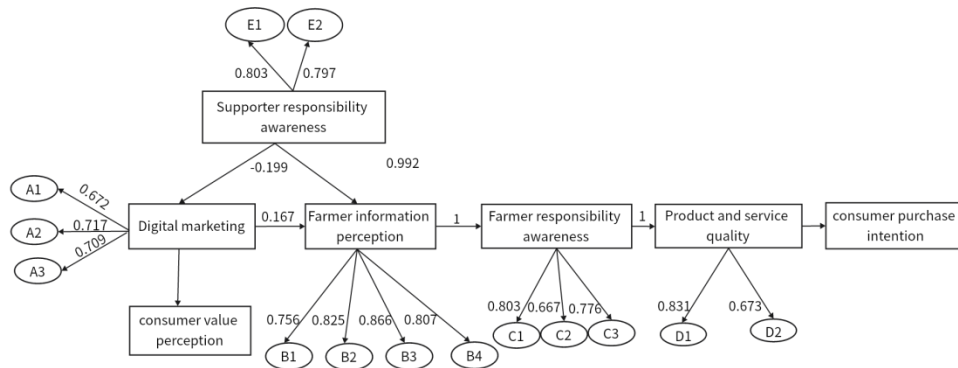 E1
E2
0.803
0.797
Supporter responsibility
awareness
-0.199
0.992
A1
0.672
A2
0.717
0.709
A3
Digital marketing
0.167
Farmer information
perception
1
Farmer responsibility
awareness
1
Product and service
quality
consumer purchase
intention
consumer value
perception
0.756
0.825
0.866
0.807
B1
B2
B3
B4
0.803
0.667
0.776
C1
C2
C3
0.831
0.673
D1
D2